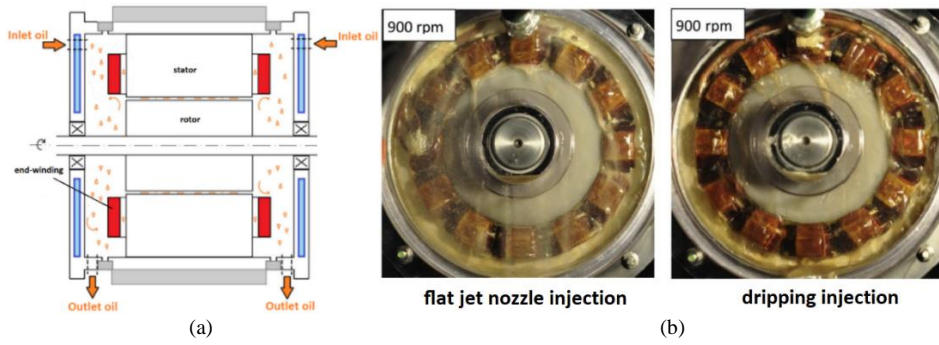 Inlet oil
Inlet oil
stator
rotor
end-winding
Outlet oil
Outlet oil
(a)
900 rpm
900 rpm
flat jet nozzle injection
dripping injection
(b)